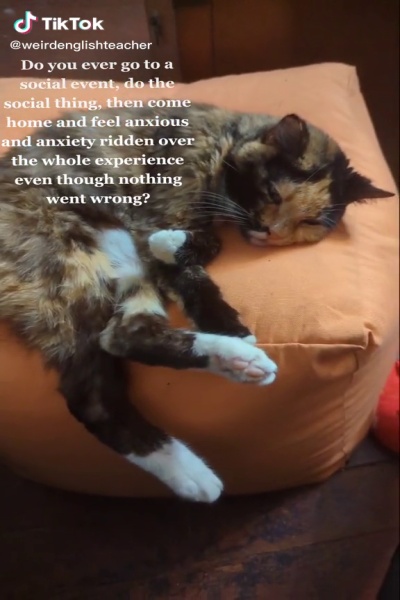 TikTok
@weirdenglishteacher
Do you ever go to a
social event, do the
social thing, then come
home and feel anxious
and anxiety ridden over
the whole experience
even though nothing
went wrong?